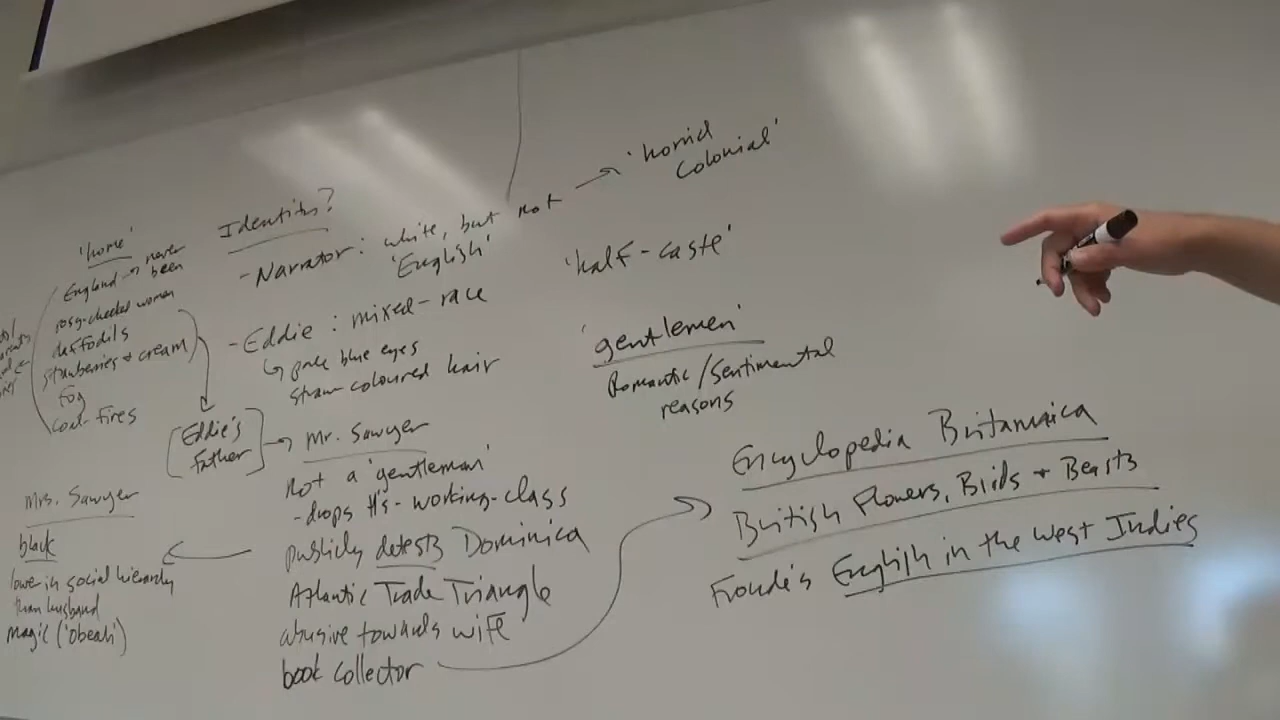 'home'
England → never
been
rosy-cheeked women
daffodils
strawberries + cream
fog
coal fires
Identities?
- Narrator: white, but not
'English'
→ 'horrid
colonial'
- Eddie: mixed-race
'half-caste'
↳ pale blue eyes
straw-coloured hair
'gentlemen'
Romantic/Sentimental
reasons
[Eddie's
father] → Mr. Sawyer
not a 'gentleman'
- drops H's - working-class
publicly detests Dominica
Atlantic Trade Triangle
abusive towards wife
book collector
Mrs. Sawyer
black
lower in social hierarchy
than husband
magic ('obeah')
Encyclopedia Britannica
British Flowers, Birds + Beasts
Froude's English in the West Indies